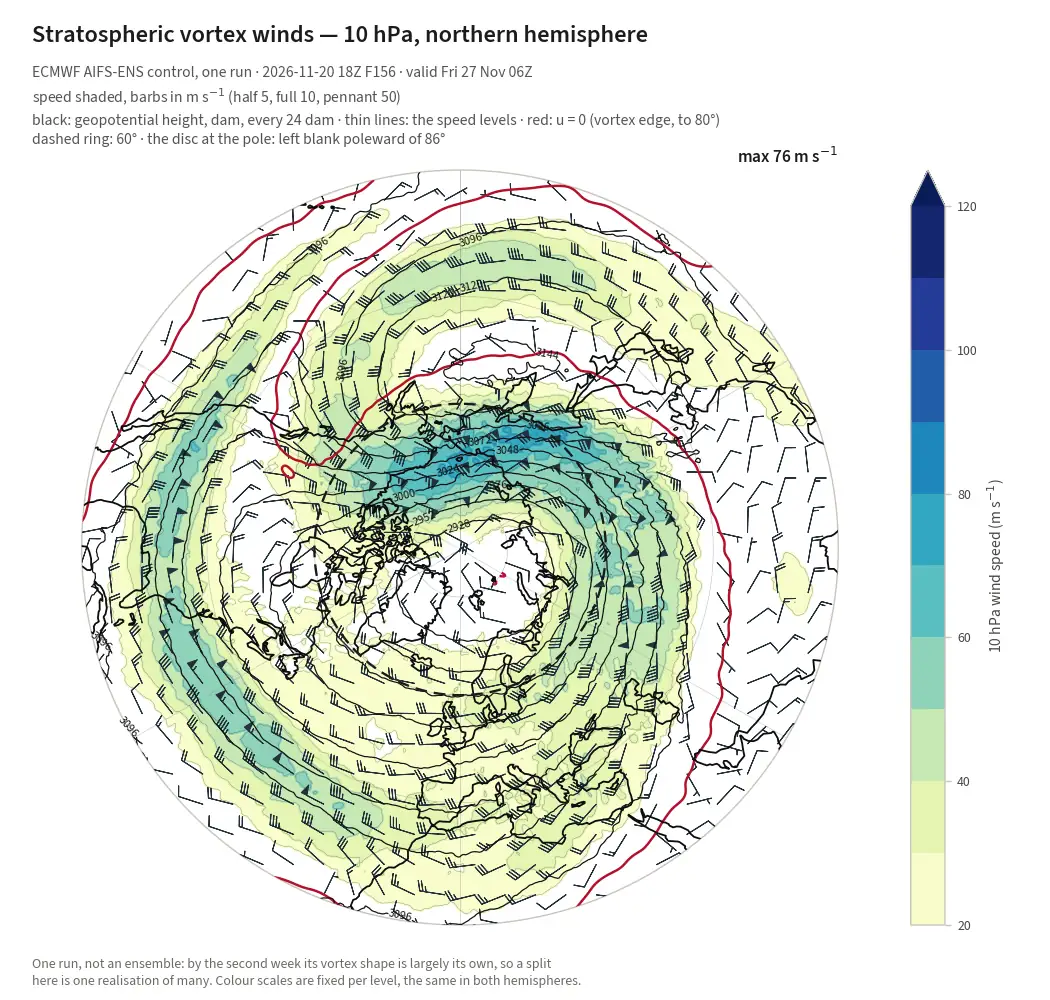 Stratospheric vortex winds — 10 hPa, northern hemisphere
ECMWF AIFS-ENS control, one run · 2026-11-20 18Z F156 · valid Fri 27 Nov 06Z
speed shaded, barbs in m s⁻¹ (half 5, full 10, pennant 50)
black: geopotential height, dam, every 24 dam · thin lines: the speed levels · red: u = 0 (vortex edge, to 80°)
dashed ring: 60° · the disc at the pole: left blank poleward of 86°
max 76 m s⁻¹
120
100
80
60
40
20
10 hPa wind speed (m s⁻¹)
3096
3096
3144
3048
3024
3000
2928
3096
3096
One run, not an ensemble: by the second week its vortex shape is largely its own, so a split
here is one realisation of many. Colour scales are fixed per level, the same in both hemispheres.